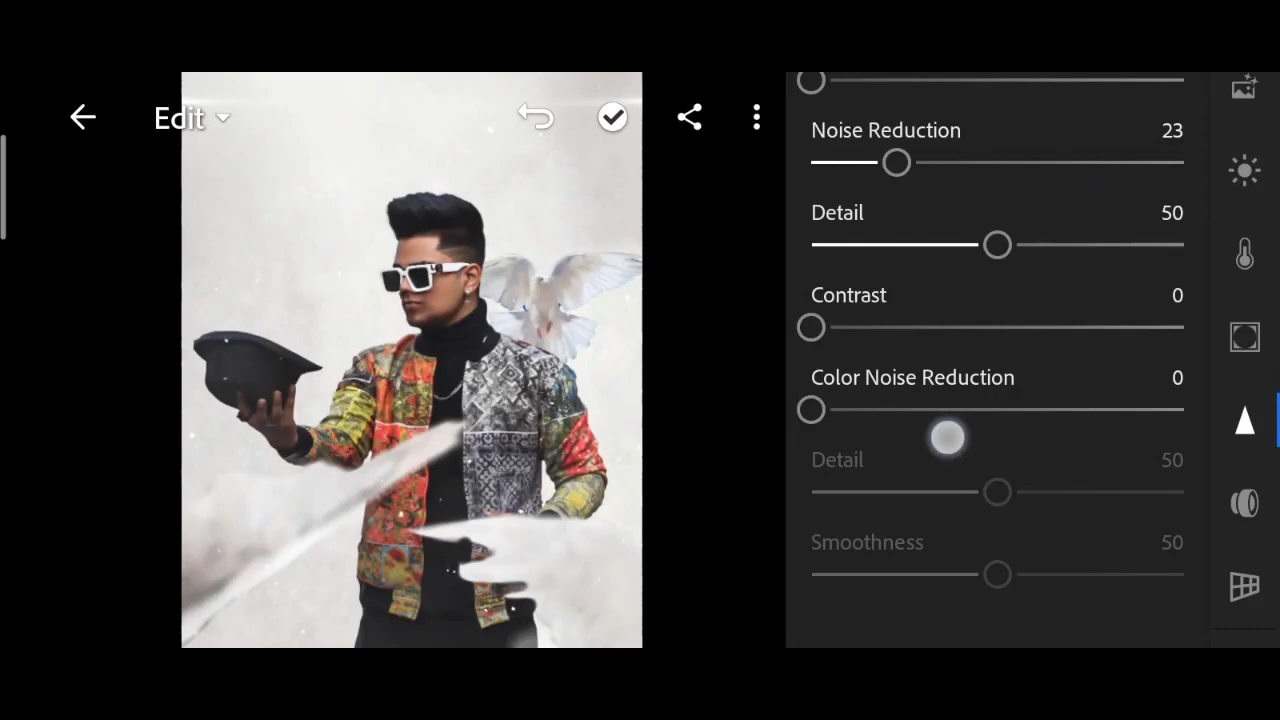 Edit
Noise Reduction 23
Detail 50
Contrast 0
Color Noise Reduction 0
Detail 50
Smoothness 50